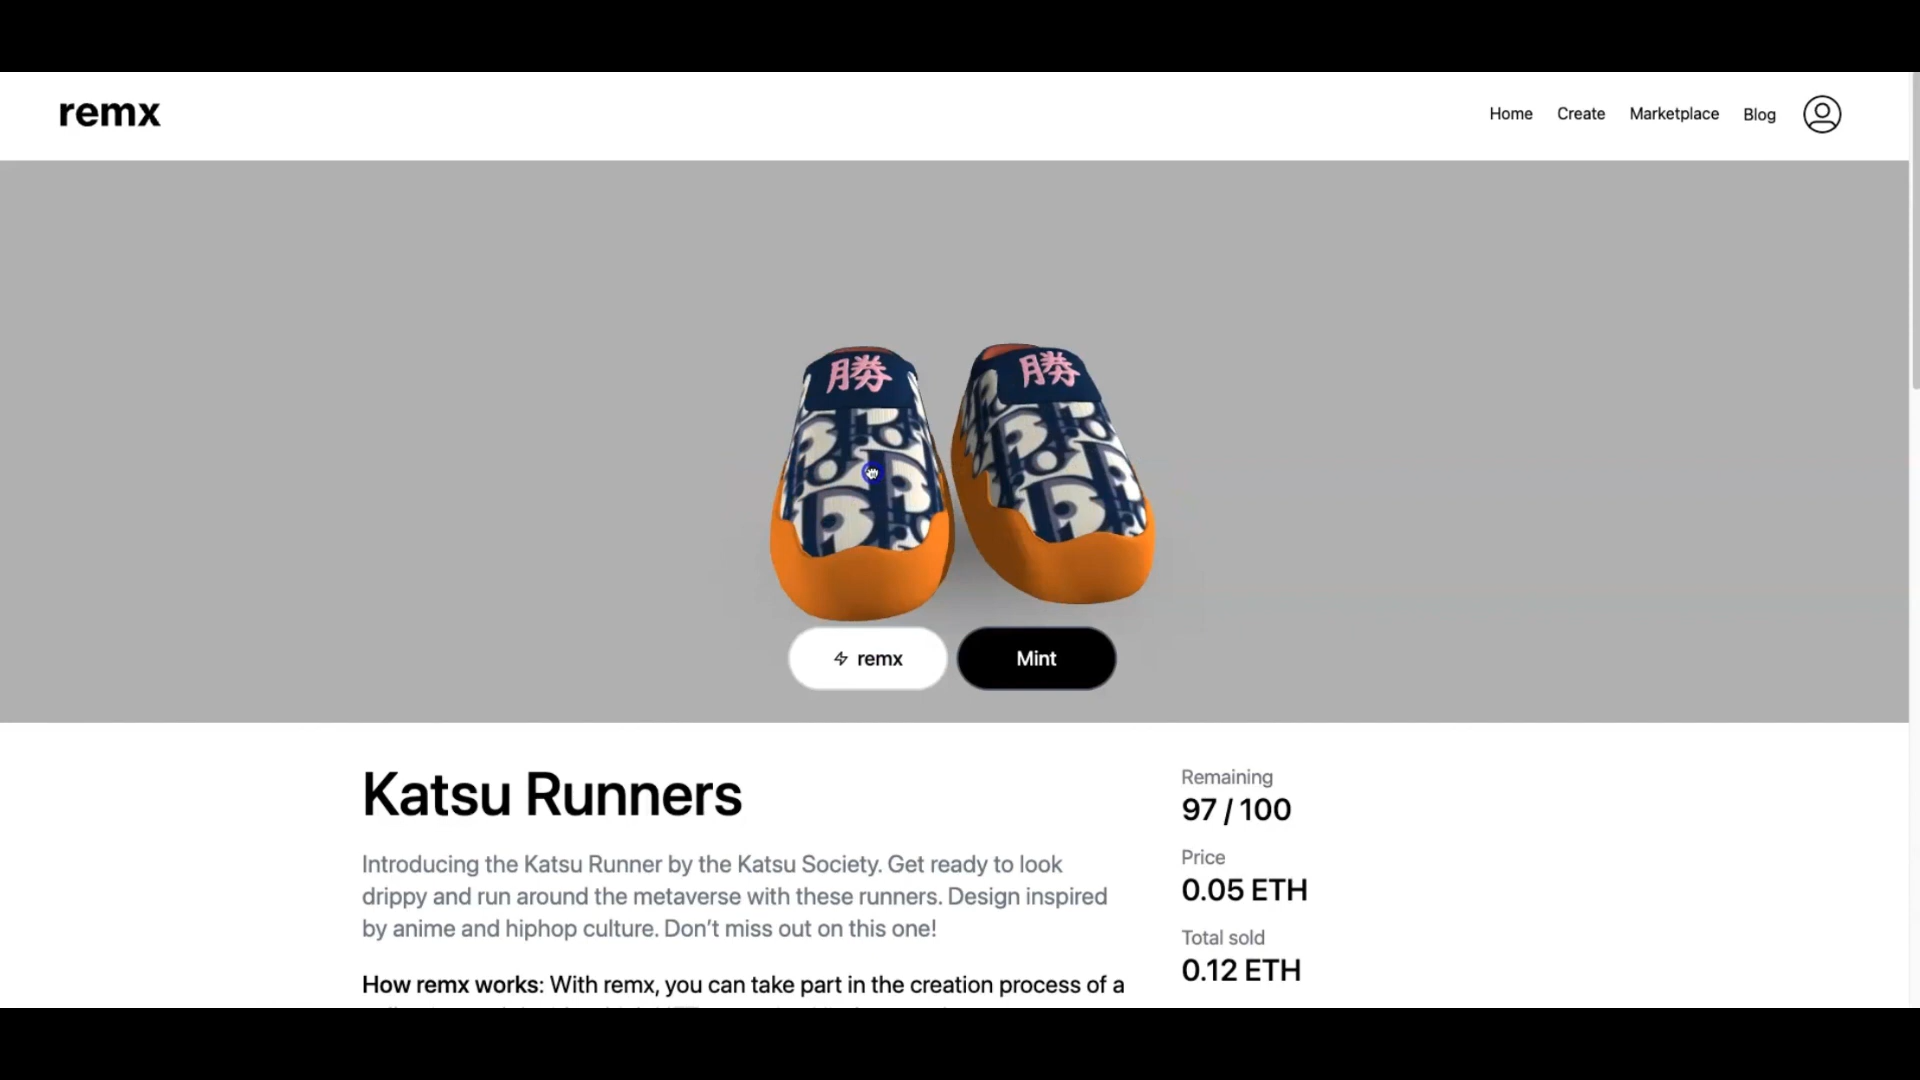 remx
Home Create Marketplace Blog
勝 勝
remx Mint
Katsu Runners
Introducing the Katsu Runner by the Katsu Society. Get ready to look
drippy and run around the metaverse with these runners. Design inspired
by anime and hiphop culture. Don’t miss out on this one!
How remx works: With remx, you can take part in the creation process of a
Remaining
97 / 100
Price
0.05 ETH
Total sold
0.12 ETH